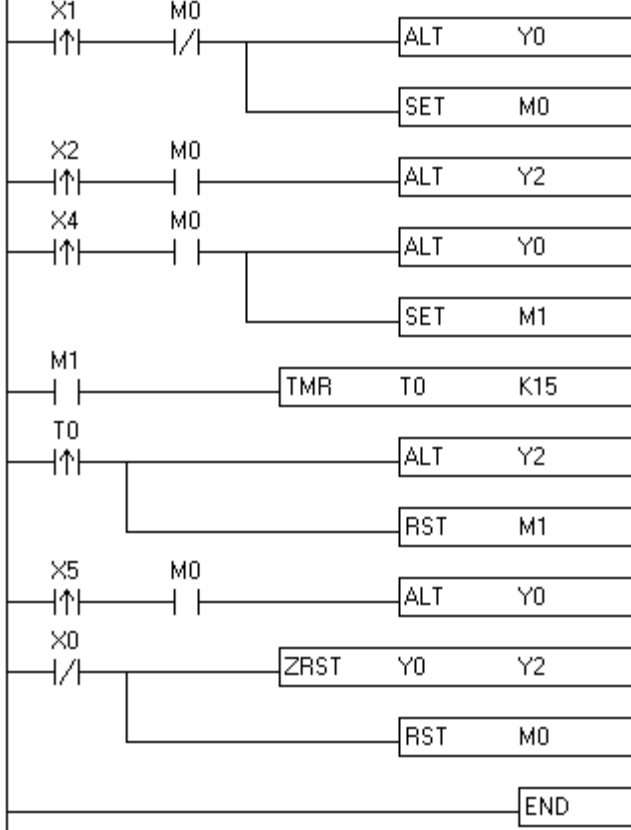 X1 M0
ALT Y0
SET M0
X2 M0
ALT Y2
X4 M0
ALT Y0
SET M1
M1
TMR T0 K15
T0
ALT Y2
RST M1
X5 M0
ALT Y0
X0
ZRST Y0 Y2
RST M0
END